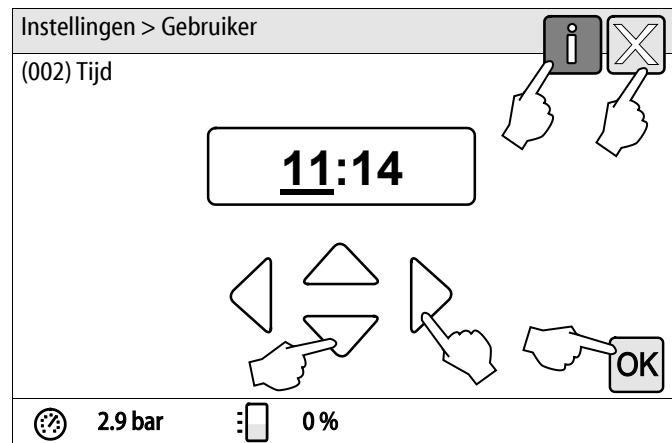 Instellingen > Gebruiker
i X
(002) Tijd
11:14
OK
2.9 bar 0 %